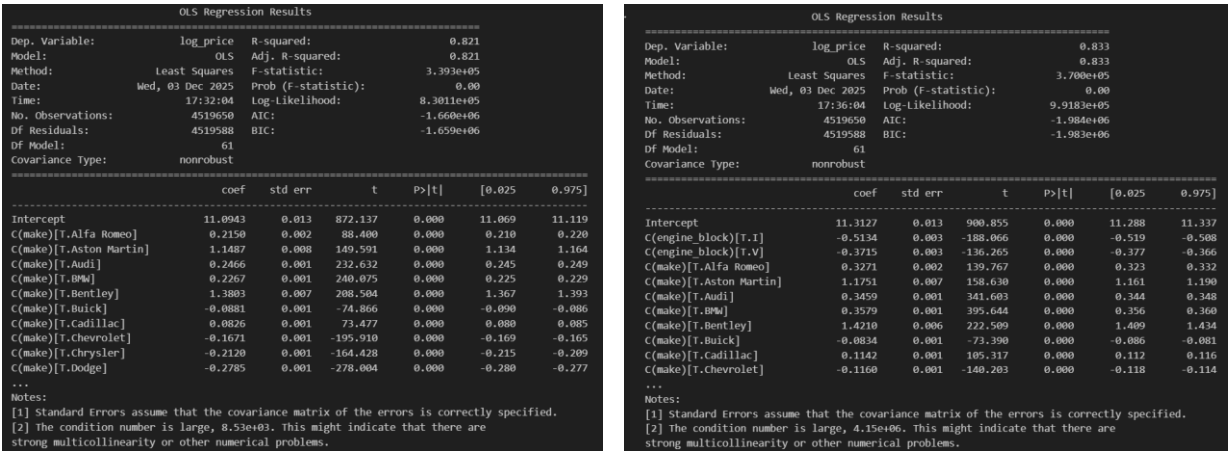 OLS Regression Results
Dep. Variable: log_price R-squared: 0.821
Model: OLS Adj. R-squared: 0.821
Method: Least Squares F-statistic: 3.393e+05
Date: Wed, 03 Dec 2025 Prob (F-statistic): 0.00
Time: 17:32:04 Log-Likelihood: 8.3011e+05
No. Observations: 4519650 AIC: -1.660e+06
Df Residuals: 4519588 BIC: -1.659e+06
Df Model: 61
Covariance Type: nonrobust
coef std err t P>|t| [0.025 0.975]
Intercept 11.0943 0.013 872.137 0.000 11.069 11.119
C(make)[T.Alfa Romeo] 0.2150 0.002 88.400 0.000 0.210 0.220
C(make)[T.Aston Martin] 1.1487 0.008 149.591 0.000 1.134 1.164
C(make)[T.Audi] 0.2466 0.001 232.632 0.000 0.245 0.249
C(make)[T.BMW] 0.2267 0.001 240.075 0.000 0.225 0.229
C(make)[T.Bentley] 1.3803 0.007 208.504 0.000 1.367 1.393
C(make)[T.Buick] -0.0881 0.001 -74.866 0.000 -0.090 -0.086
C(make)[T.Cadillac] 0.0826 0.001 73.477 0.000 0.080 0.085
C(make)[T.Chevrolet] -0.1671 0.001 -195.910 0.000 -0.169 -0.165
C(make)[T.Chrysler] -0.2120 0.001 -164.428 0.000 -0.215 -0.209
C(make)[T.Dodge] -0.2785 0.001 -278.004 0.000 -0.280 -0.277
...
Notes:
[1] Standard Errors assume that the covariance matrix of the errors is correctly specified.
[2] The condition number is large, 8.53e+03. This might indicate that there are
strong multicollinearity or other numerical problems.
OLS Regression Results
Dep. Variable: log_price R-squared: 0.833
Model: OLS Adj. R-squared: 0.833
Method: Least Squares F-statistic: 3.700e+05
Date: Wed, 03 Dec 2025 Prob (F-statistic): 0.00
Time: 17:36:04 Log-Likelihood: 9.9183e+05
No. Observations: 4519650 AIC: -1.984e+06
Df Residuals: 4519588 BIC: -1.983e+06
Df Model: 61
Covariance Type: nonrobust
coef std err t P>|t| [0.025 0.975]
Intercept 11.3127 0.013 900.855 0.000 11.288 11.337
C(engine_block)[T.I] -0.5134 0.003 -188.066 0.000 -0.519 -0.508
C(engine_block)[T.V] -0.3715 0.003 -136.265 0.000 -0.377 -0.366
C(make)[T.Alfa Romeo] 0.3271 0.002 139.767 0.000 0.323 0.332
C(make)[T.Aston Martin] 1.1751 0.007 158.630 0.000 1.161 1.190
C(make)[T.Audi] 0.3459 0.001 341.603 0.000 0.344 0.348
C(make)[T.BMW] 0.3579 0.001 395.644 0.000 0.356 0.360
C(make)[T.Bentley] 1.4210 0.006 222.509 0.000 1.409 1.434
C(make)[T.Buick] -0.0834 0.001 -73.390 0.000 -0.086 -0.081
C(make)[T.Cadillac] 0.1142 0.001 105.317 0.000 0.112 0.116
C(make)[T.Chevrolet] -0.1160 0.001 -140.203 0.000 -0.118 -0.114
...
Notes:
[1] Standard Errors assume that the covariance matrix of the errors is correctly specified.
[2] The condition number is large, 4.15e+06. This might indicate that there are
strong multicollinearity or other numerical problems.